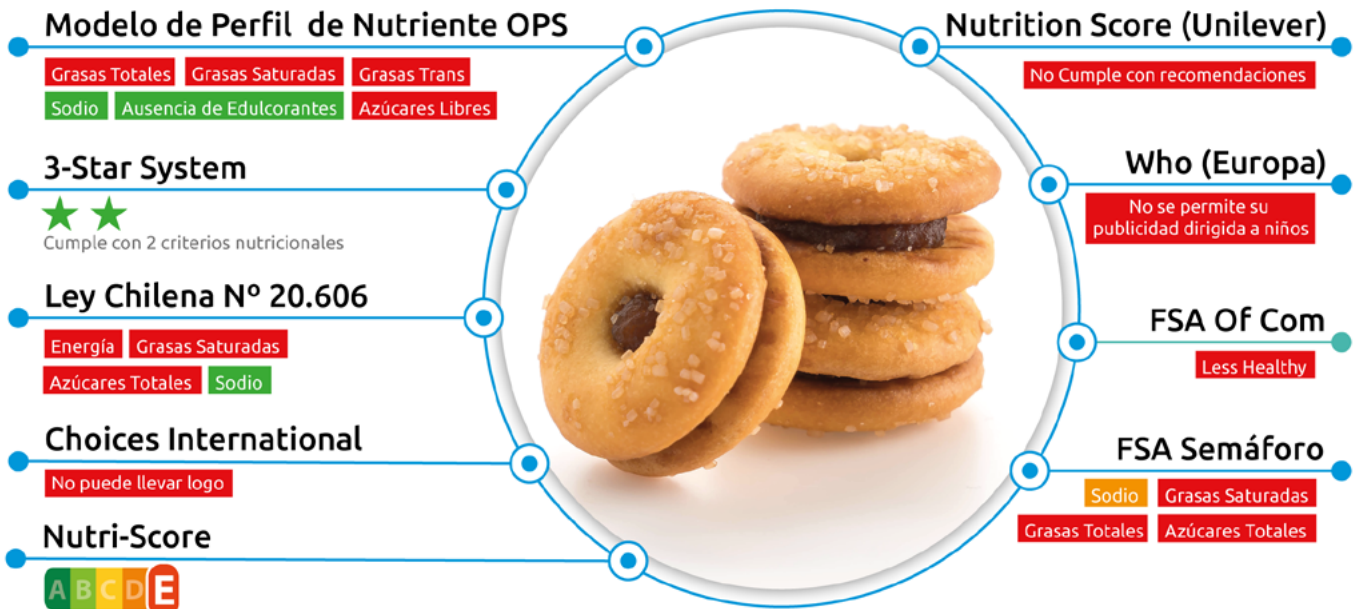 Modelo de Perfil de Nutriente OPS
Grasas Totales Grasas Saturadas Grasas Trans
Sodio Ausencia de Edulcorantes Azúcares Libres
3-Star System
Cumple con 2 criterios nutricionales
Ley Chilena Nº 20.606
Energía Grasas Saturadas
Azúcares Totales Sodio
Choices International
No puede llevar logo
Nutri-Score
A B C D E
Nutrition Score (Unilever)
No Cumple con recomendaciones
Who (Europa)
No se permite su
publicidad dirigida a niños
FSA Of Com
Less Healthy
FSA Semáforo
Sodio Grasas Saturadas
Grasas Totales Azúcares Totales